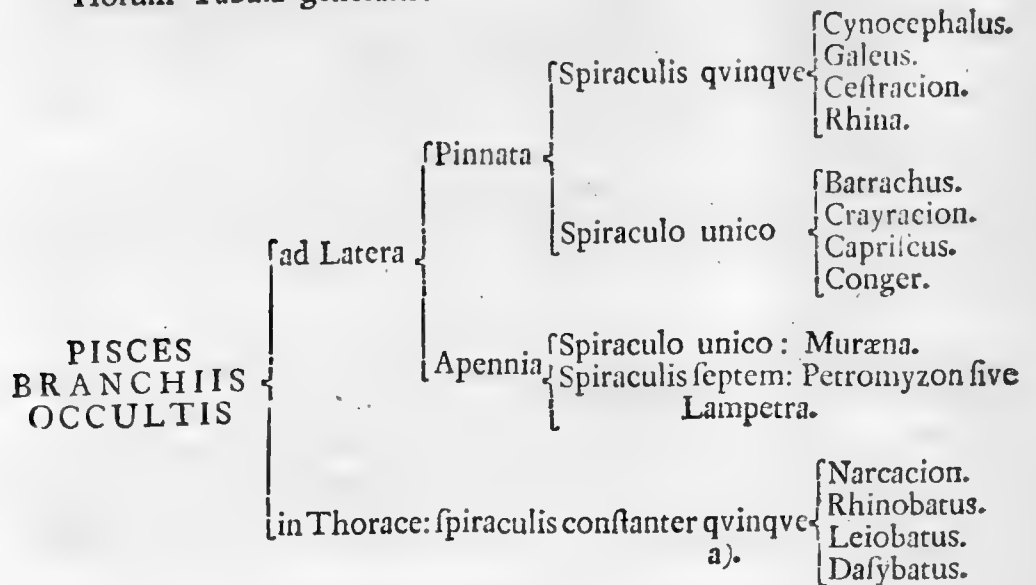 Horum Tabula generalis
PISCES
BRANCHIIS
OCCULTIS
ad Latera
Pinnata
Spiraculis qvinqve
Cynocephalus.
Galeus.
Ceſtracion.
Rhina.
Spiraculo unico
Batrachus.
Crayracion.
Capriſcus.
Conger.
Apennia
Spiraculo unico: Muræna.
Spiraculis ſeptem: Petromyzon ſive
Lampetra.
in Thorace: ſpiraculis conſtanter qvinqve
a).
Narcacion.
Rhinobatus.
Leiobatus.
Daſybatus.